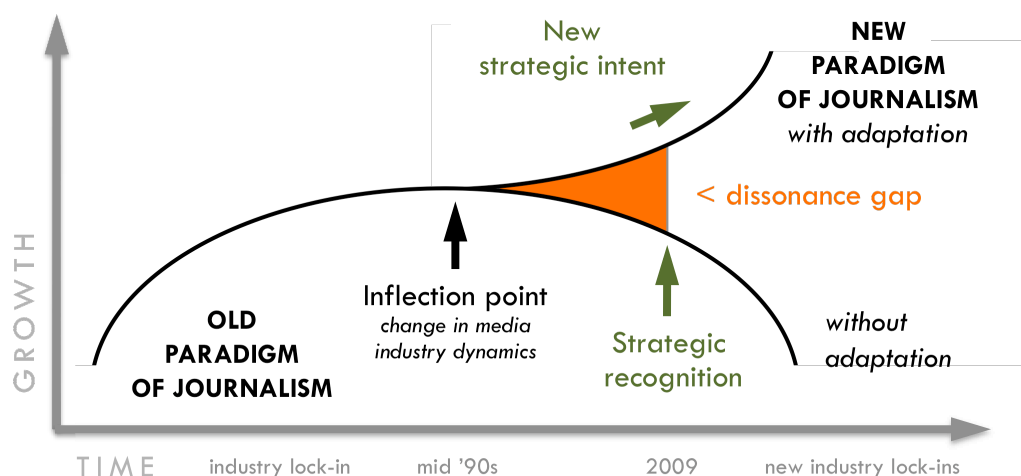 New
strategic intent
NEW
PARADIGM
OF JOURNALISM
with adaptation
< dissonance gap
GROWTH
Inflection point
change in media
industry dynamics
OLD
PARADIGM
OF JOURNALISM
Strategic
recognition
without
adaptation
TIME
industry lock-in
mid ’90s
2009
new industry lock-ins